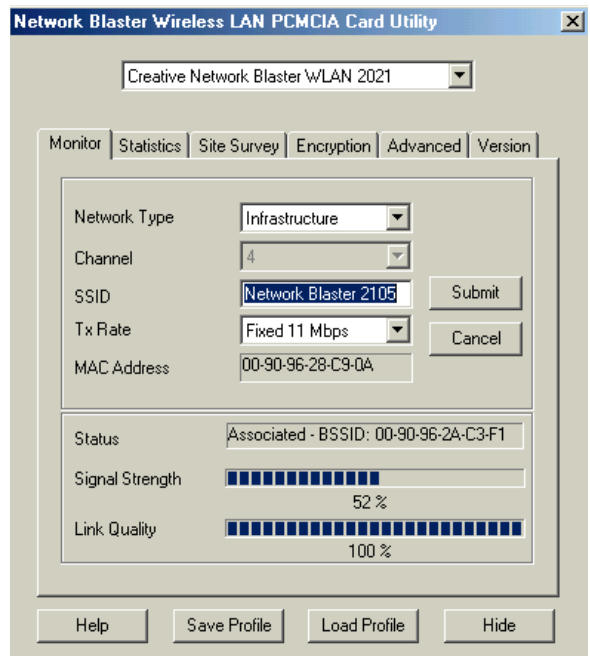 Network Blaster Wireless LAN PCMCIA Card Utility
Creative Network Blaster WLAN 2021
Monitor Statistics Site Survey Encryption Advanced Version
Network Type Infrastructure
Channel 4
SSID Network Blaster 2105 Submit
Tx Rate Fixed 11 Mbps Cancel
MAC Address 00-90-96-28-C9-0A
Status Associated - BSSID: 00-90-96-2A-C3-F1
Signal Strength
52 %
Link Quality
100 %
Help Save Profile Load Profile Hide